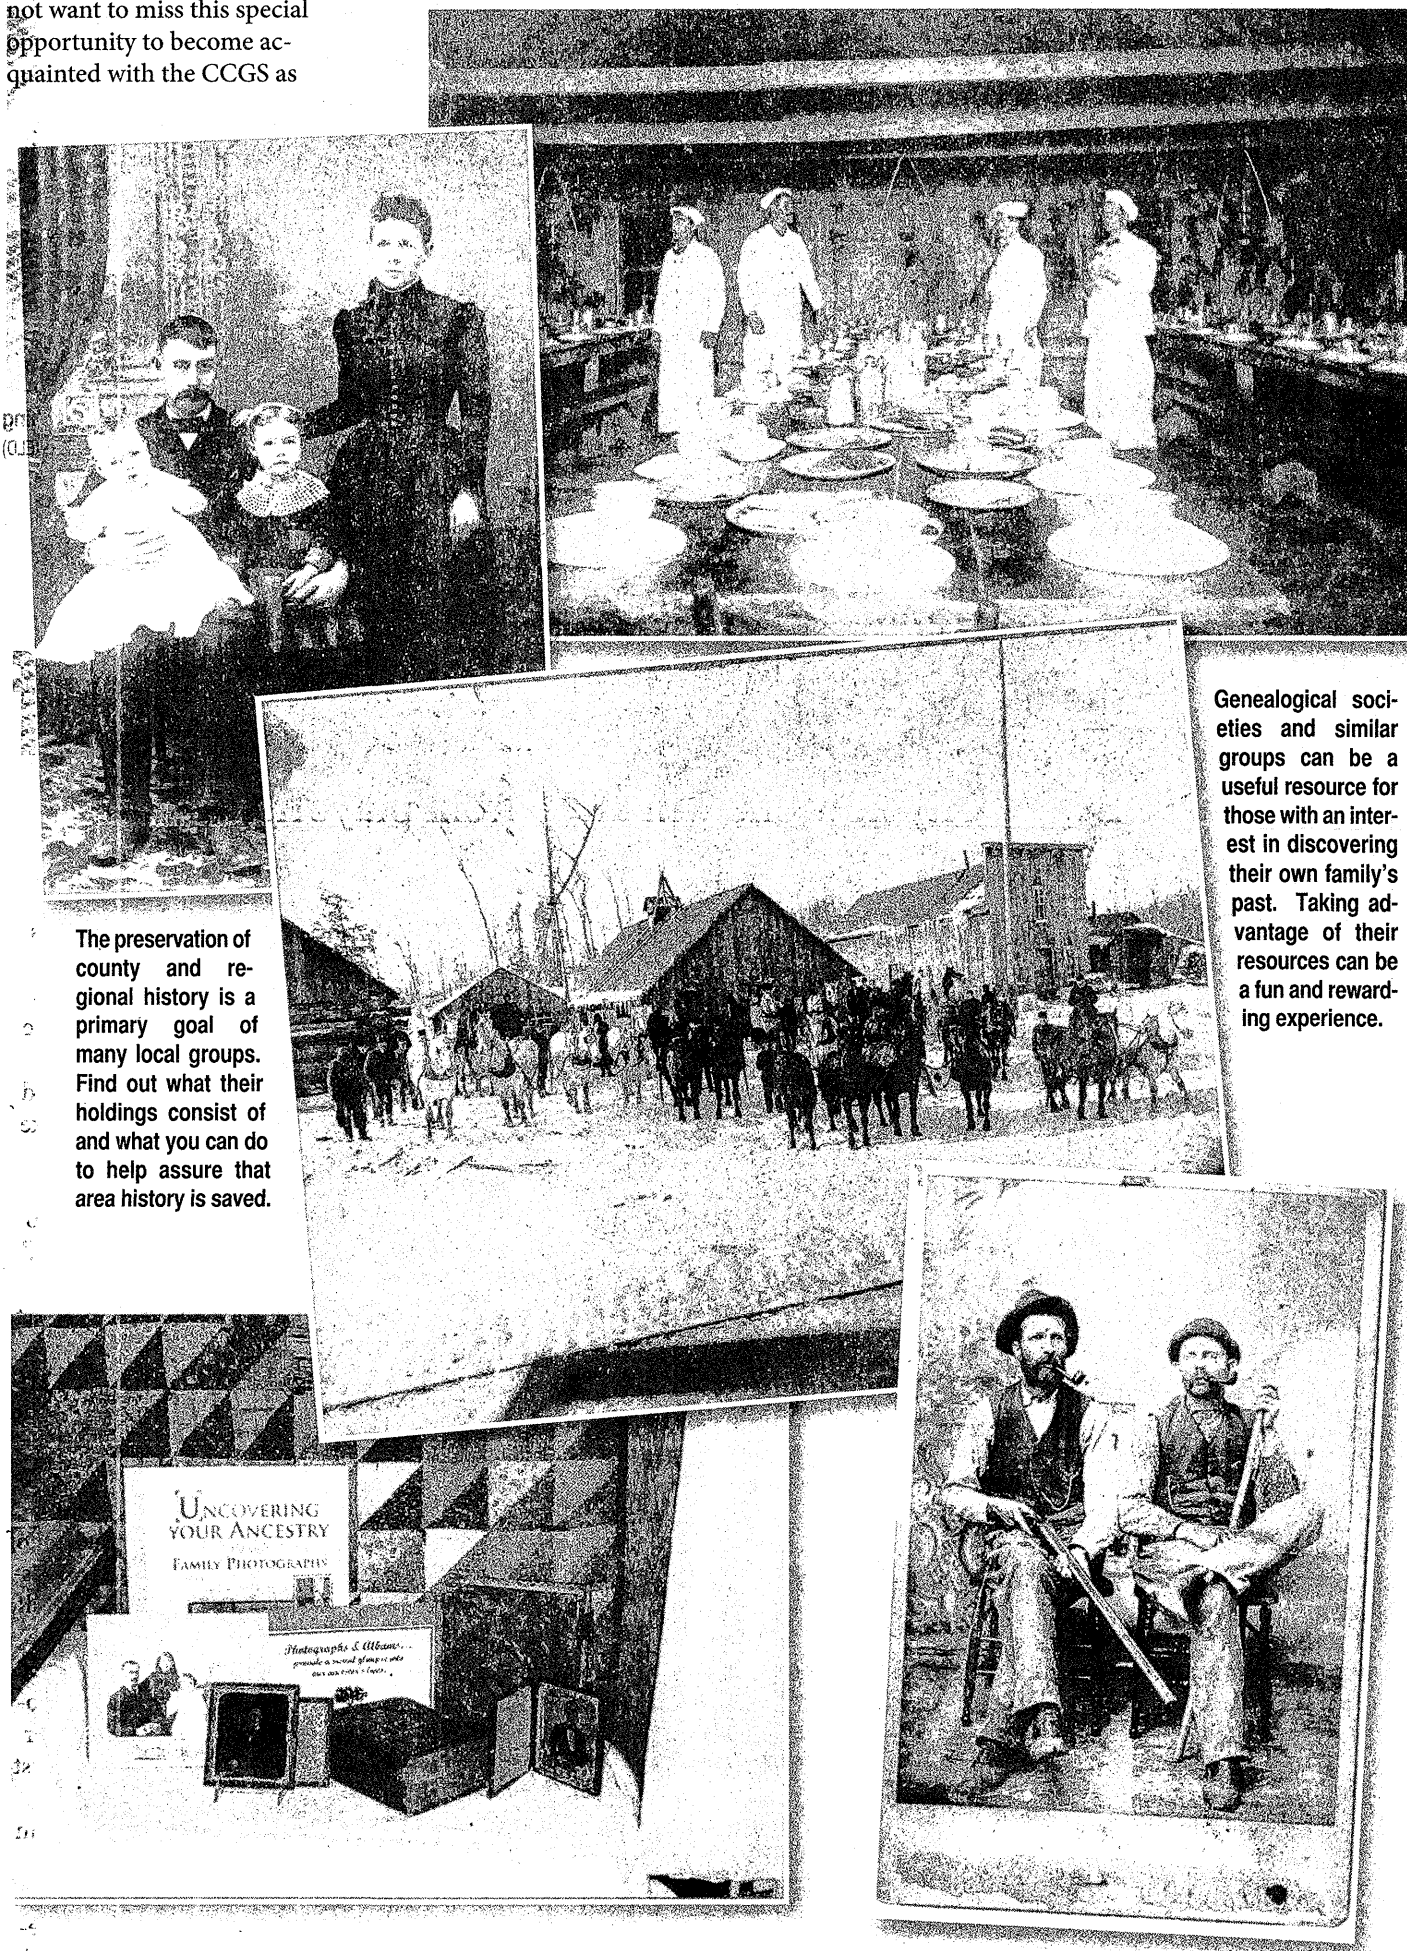 not want to miss this special
opportunity to become ac-
quainted with the CCGS as
Genealogical soci-
eties and similar
groups can be a
useful resource for
those with an inter-
est in discovering
their own family's
past. Taking ad-
vantage of their
resources can be
a fun and reward-
ing experience.
The preservation of
county and re-
gional history is a
primary goal of
many local groups.
Find out what their
holdings consist of
and what you can do
to help assure that
area history is saved.
UNCOVERING
YOUR ANCESTRY
FAMILY PHOTOGRAPHS
Photographs & Albums...
provide a
our ancestor's lives.